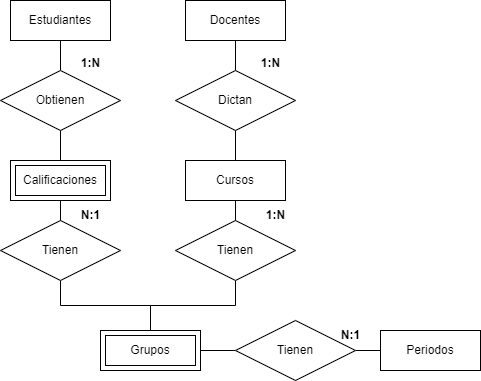 Estudiantes
Docentes
1:N
1:N
Obtienen
Dictan
Calificaciones
Cursos
N:1
1:N
Tienen
Tienen
N:1
Grupos
Tienen
Periodos